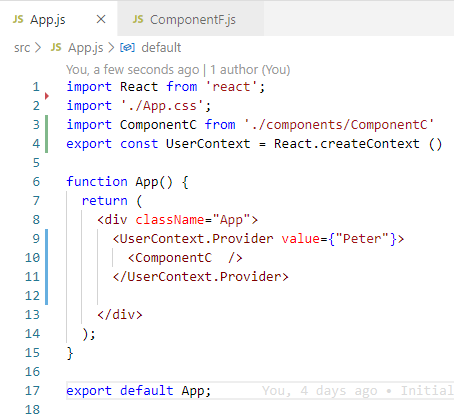 JS App.js × JS ComponentF.js
src > JS App.js > default
You, a few seconds ago | 1 author (You)
1 import React from 'react';
2 import './App.css';
3 import ComponentC from './components/ComponentC'
4 export const UserContext = React.createContext ()
5
6 function App() {
7 return (
8 <div className="App">
9 <UserContext.Provider value={"Peter"}>
10 <ComponentC  />
11 </UserContext.Provider>
12
13 </div>
14 );
15 }
16
17 export default App; You, 4 days ago • Initial
18